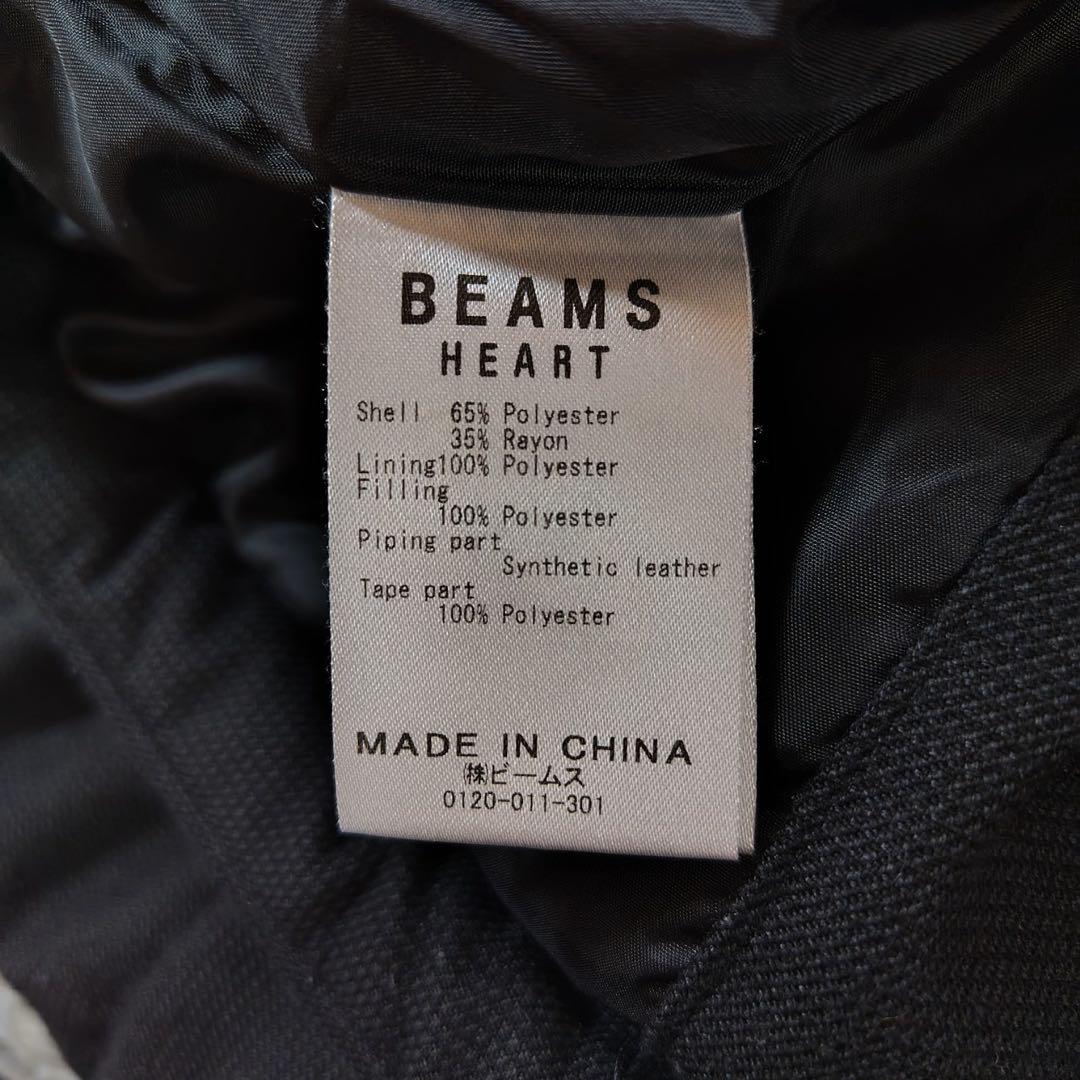 BEAMS
HEART
Shell 65% Polyester
35% Rayon
Lining100% Polyester
Filling
100% Polyester
Piping part
Synthetic leather
Tape part
100% Polyester
MADE IN CHINA
㈱ビームス
0120-011-301